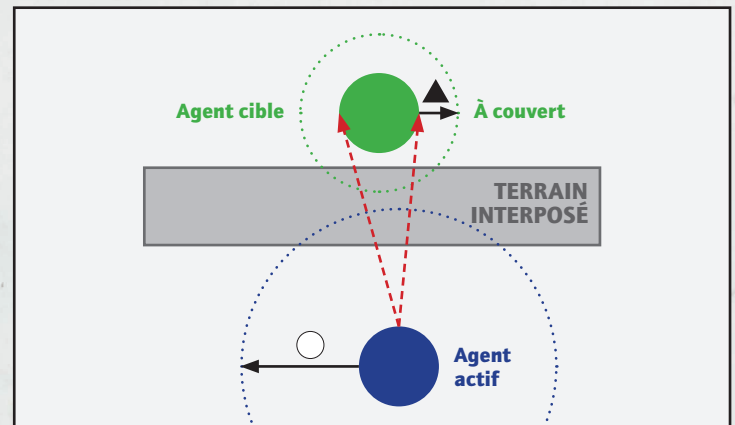 Agent cible
À couvert
TERRAIN
INTERPOSÉ
Agent
actif